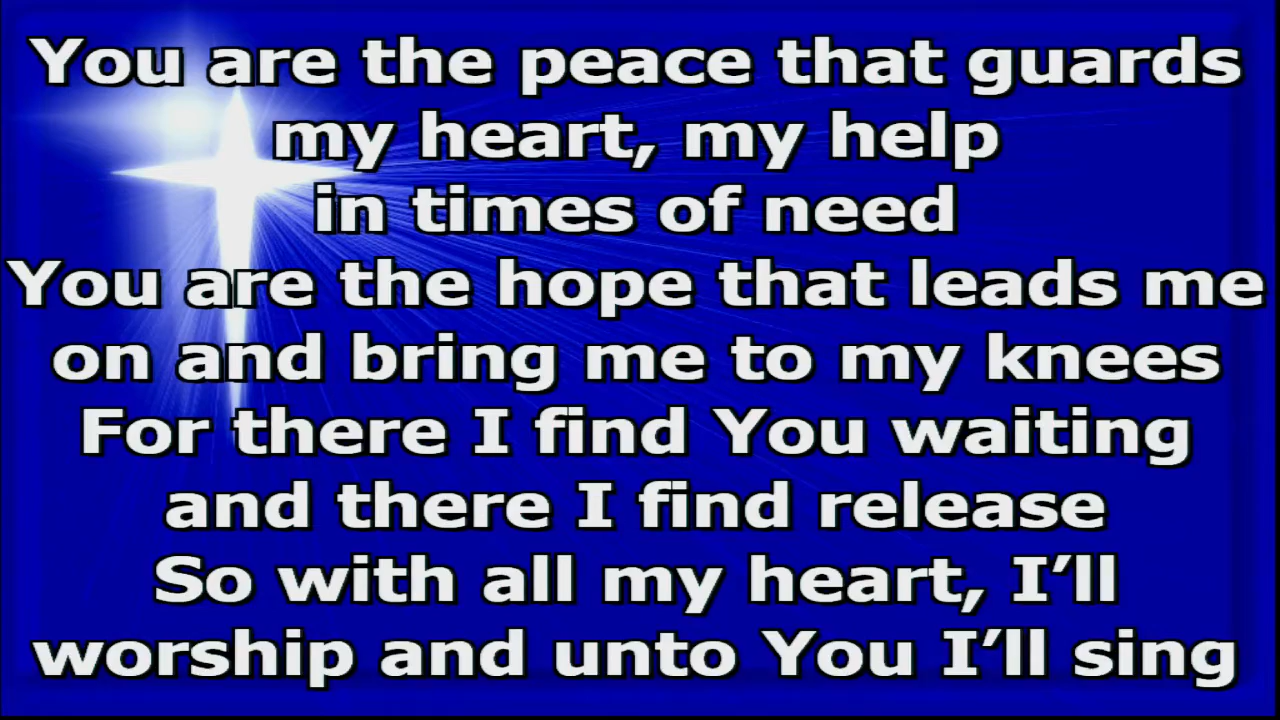 You are the peace that guards
my heart, my help
in times of need
You are the hope that leads me
on and bring me to my knees
For there I find You waiting
and there I find release
So with all my heart, I’ll
worship and unto You I’ll sing